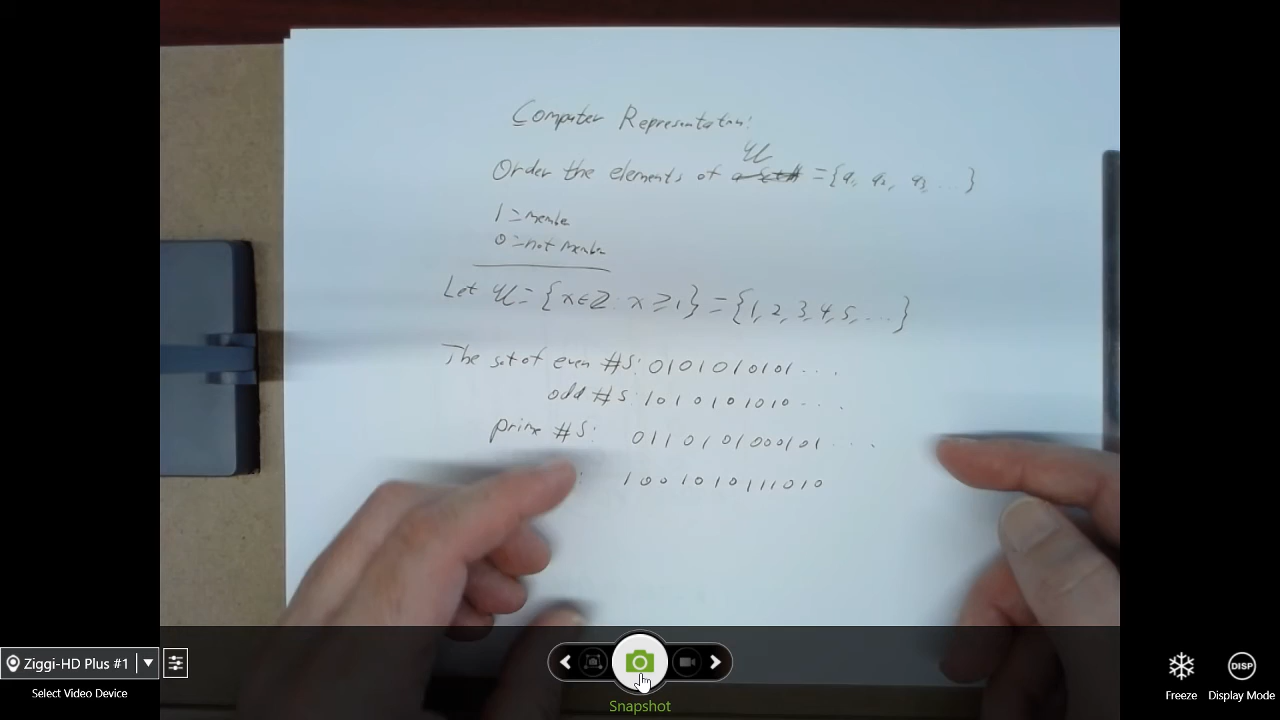 Computer Representation:
U
Order the elements of = {a1, a2, a3, ...}
1 = member
0 = not member
Let U = {x ∈ Z : x ≥ 1} = {1, 2, 3, 4, 5, ...}
The set of even #s: 0101010101...
odd #s: 1010101010...
prime #s: 0110101000101...
: 1001010111010
Ziggi-HD Plus #1
Select Video Device
Snapshot
Freeze
DISP
Display Mode